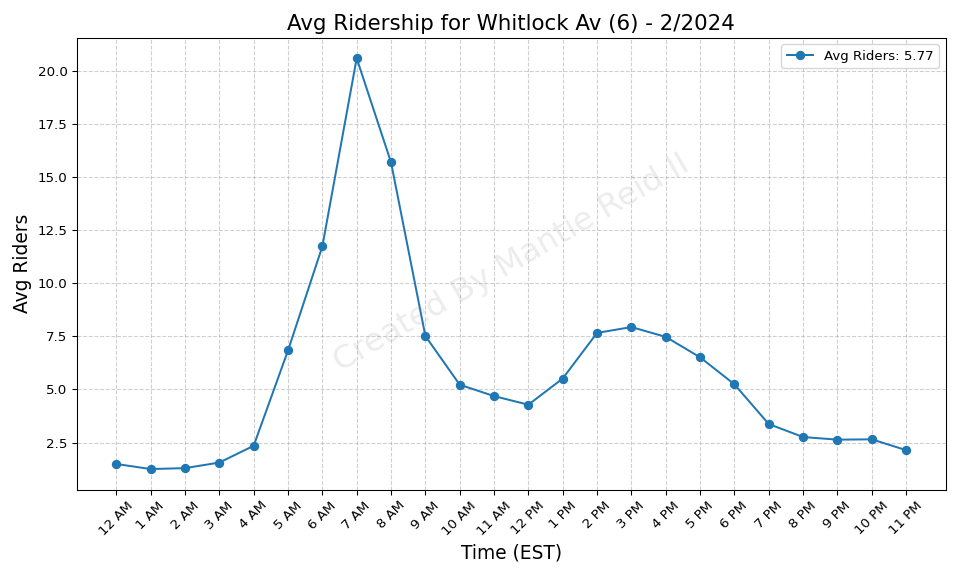 Avg Ridership for Whitlock Av (6) - 2/2024
Avg Riders: 5.77
20.0
17.5
15.0
12.5
10.0
7.5
5.0
2.5
Avg Riders
Created By Mantie Reid II
12 AM
1 AM
2 AM
3 AM
4 AM
5 AM
6 AM
7 AM
8 AM
9 AM
10 AM
11 AM
12 PM
1 PM
2 PM
3 PM
4 PM
5 PM
6 PM
7 PM
8 PM
9 PM
10 PM
11 PM
Time (EST)